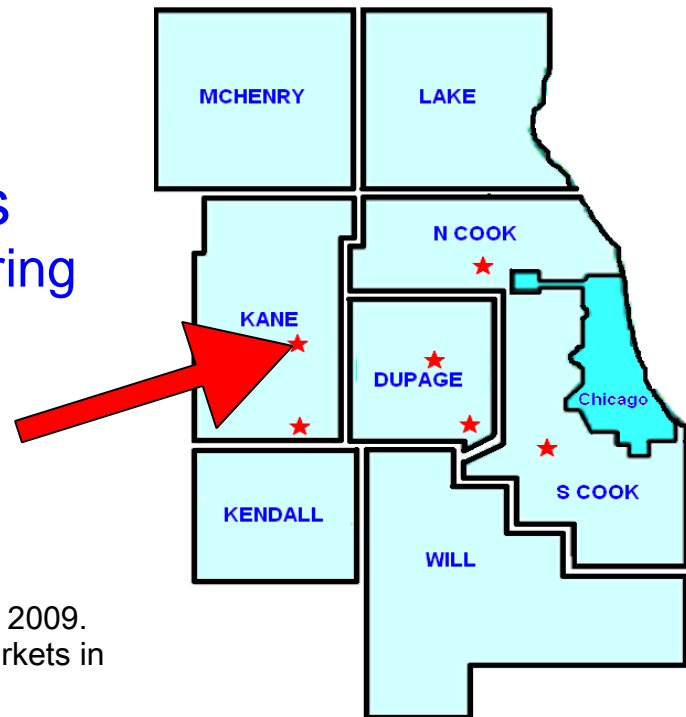 MCHENRY
LAKE
s
ring
N COOK
KANE
DUPAGE
Chicago
S COOK
KENDALL
WILL
2009.
rkets in